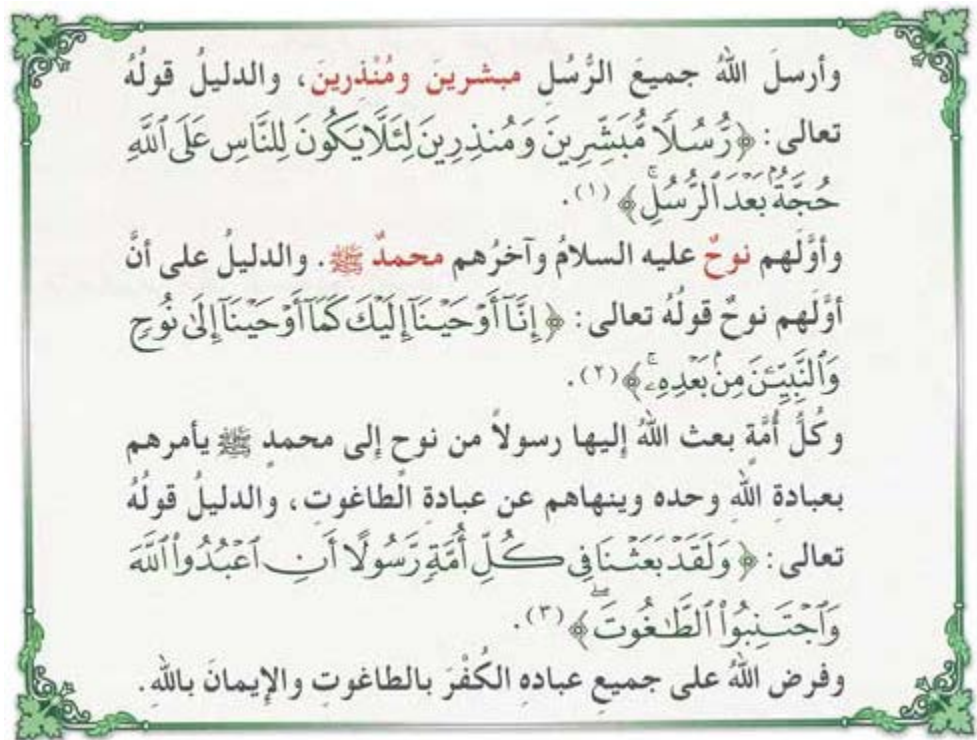 وأرسلَ اللهُ جميعَ الرُّسُلِ مبشرينَ ومُنْذِرينَ، والدليلُ قولُهُ
تعالى: ﴿رُّسُلًا مُّبَشِّرِينَ وَمُنذِرِينَ لِئَلَّا يَكُونَ لِلنَّاسِ عَلَى ٱللَّهِ
حُجَّةٌۢ بَعْدَ ٱلرُّسُلِۚ﴾ (١).
وأوَّلَهم نوحٌ عليه السلامُ وآخرُهم محمدٌ ﷺ. والدليلُ على أنَّ
أوَّلَهم نوحٌ قولُهُ تعالى: ﴿إِنَّآ أَوْحَيْنَآ إِلَيْكَ كَمَآ أَوْحَيْنَآ إِلَىٰ نُوحٍ
وَٱلنَّبِيِّـۧنَ مِنۢ بَعْدِهِۦۚ﴾ (٢).
وكُلُّ أُمَّةٍ بعث اللهُ إليها رسولاً من نوح إلى محمدٍ ﷺ يأمرهم
بعبادةِ اللهِ وحده وينهاهم عن عبادةِ الطاغوتِ، والدليلُ قولُهُ
تعالى: ﴿وَلَقَدْ بَعَثْنَا فِى كُلِّ أُمَّةٍ رَّسُولًا أَنِ ٱعْبُدُوا۟ ٱللَّهَ
وَٱجْتَنِبُوا۟ ٱلطَّـٰغُوتَۖ﴾ (٣).
وفرض اللهُ على جميعِ عبادهِ الكُفْرَ بالطاغوتِ والإيمانَ باللهِ.